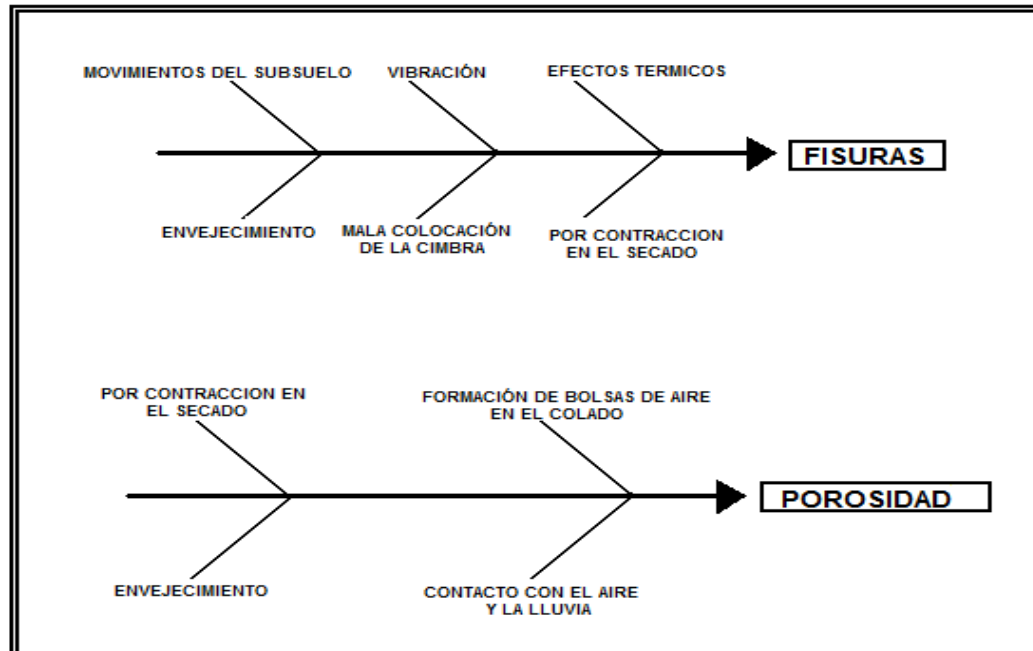 MOVIMIENTOS DEL SUBSUELO
VIBRACIÓN
EFECTOS TERMICOS
FISURAS
ENVEJECIMIENTO
MALA COLOCACIÓN
DE LA CIMBRA
POR CONTRACCION
EN EL SECADO
POR CONTRACCION EN
EL SECADO
FORMACIÓN DE BOLSAS DE AIRE
EN EL COLADO
POROSIDAD
ENVEJECIMIENTO
CONTACTO CON EL AIRE
Y LA LLUVIA